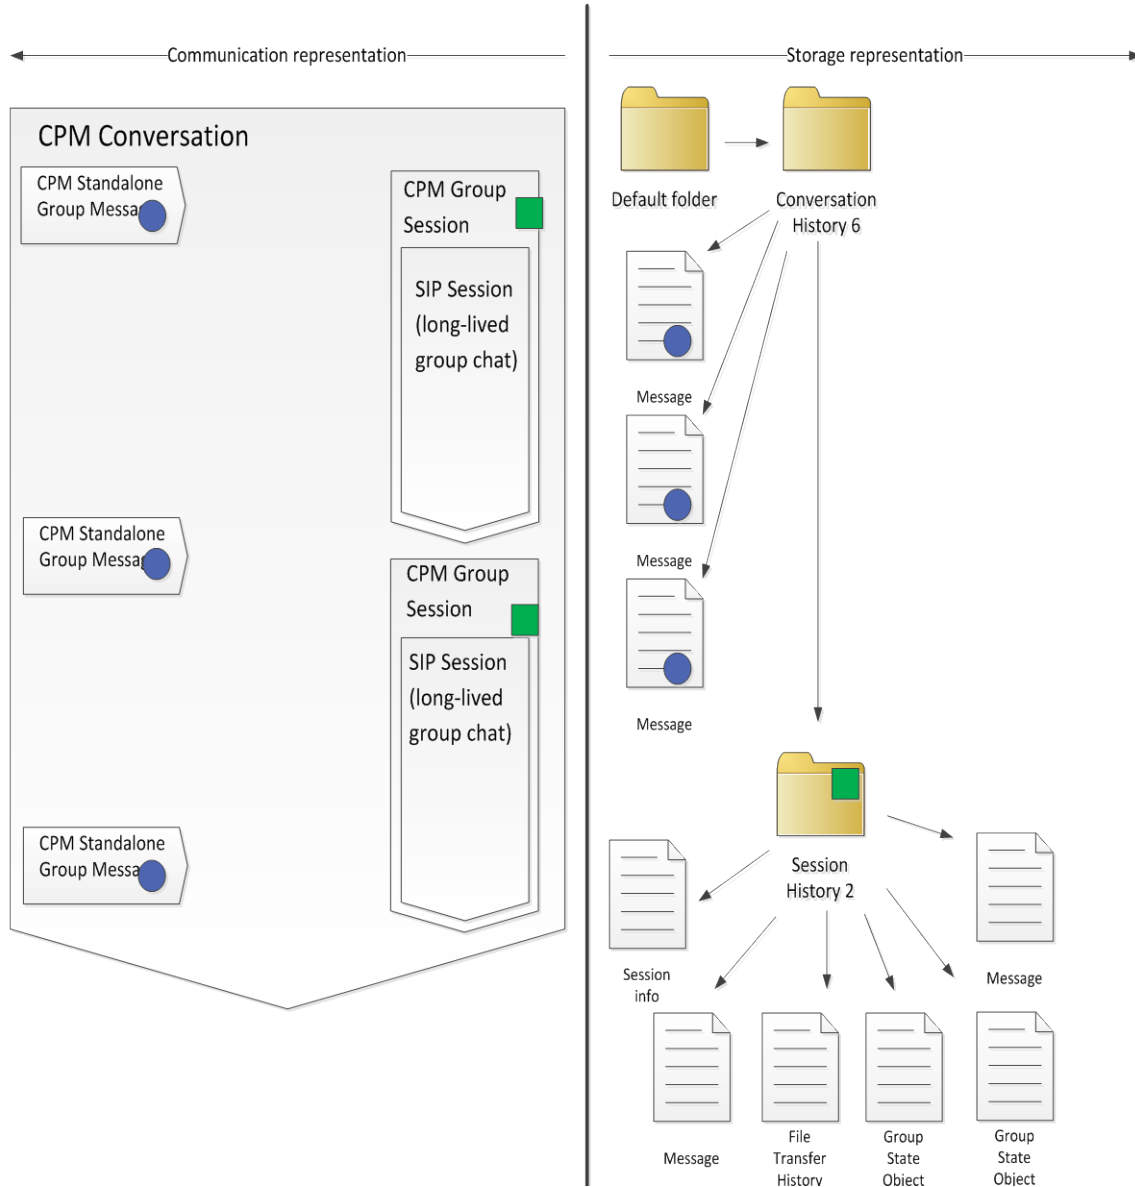 Communication representation
Storage representation
CPM Conversation
CPM Standalone
Group Messa
CPM Group
Session
SIP Session
(long-lived
group chat)
CPM Standalone
Group Messag
CPM Group
Session
SIP Session
(long-lived
group chat)
CPM Standalone
Group Messa
Default folder
Conversation
History 6
Message
Message
Message
Session
History 2
Session
info
Message
Message
File
Transfer
History
Group
State
Object
Group
State
Object